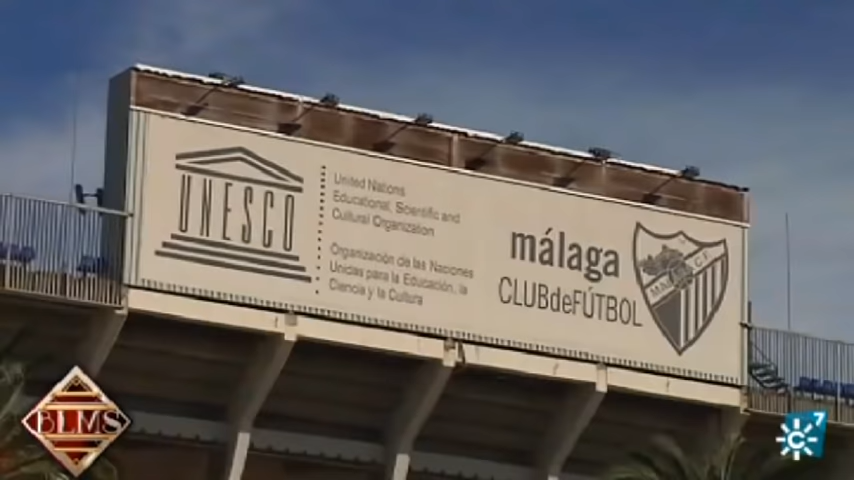 UNESCO
United Nations
Educational, Scientific and
Cultural Organization
Organización de las Naciones
Unidas para la Educación, la
Ciencia y la Cultura
málaga
CLUBdeFÚTBOL
BLMS
7